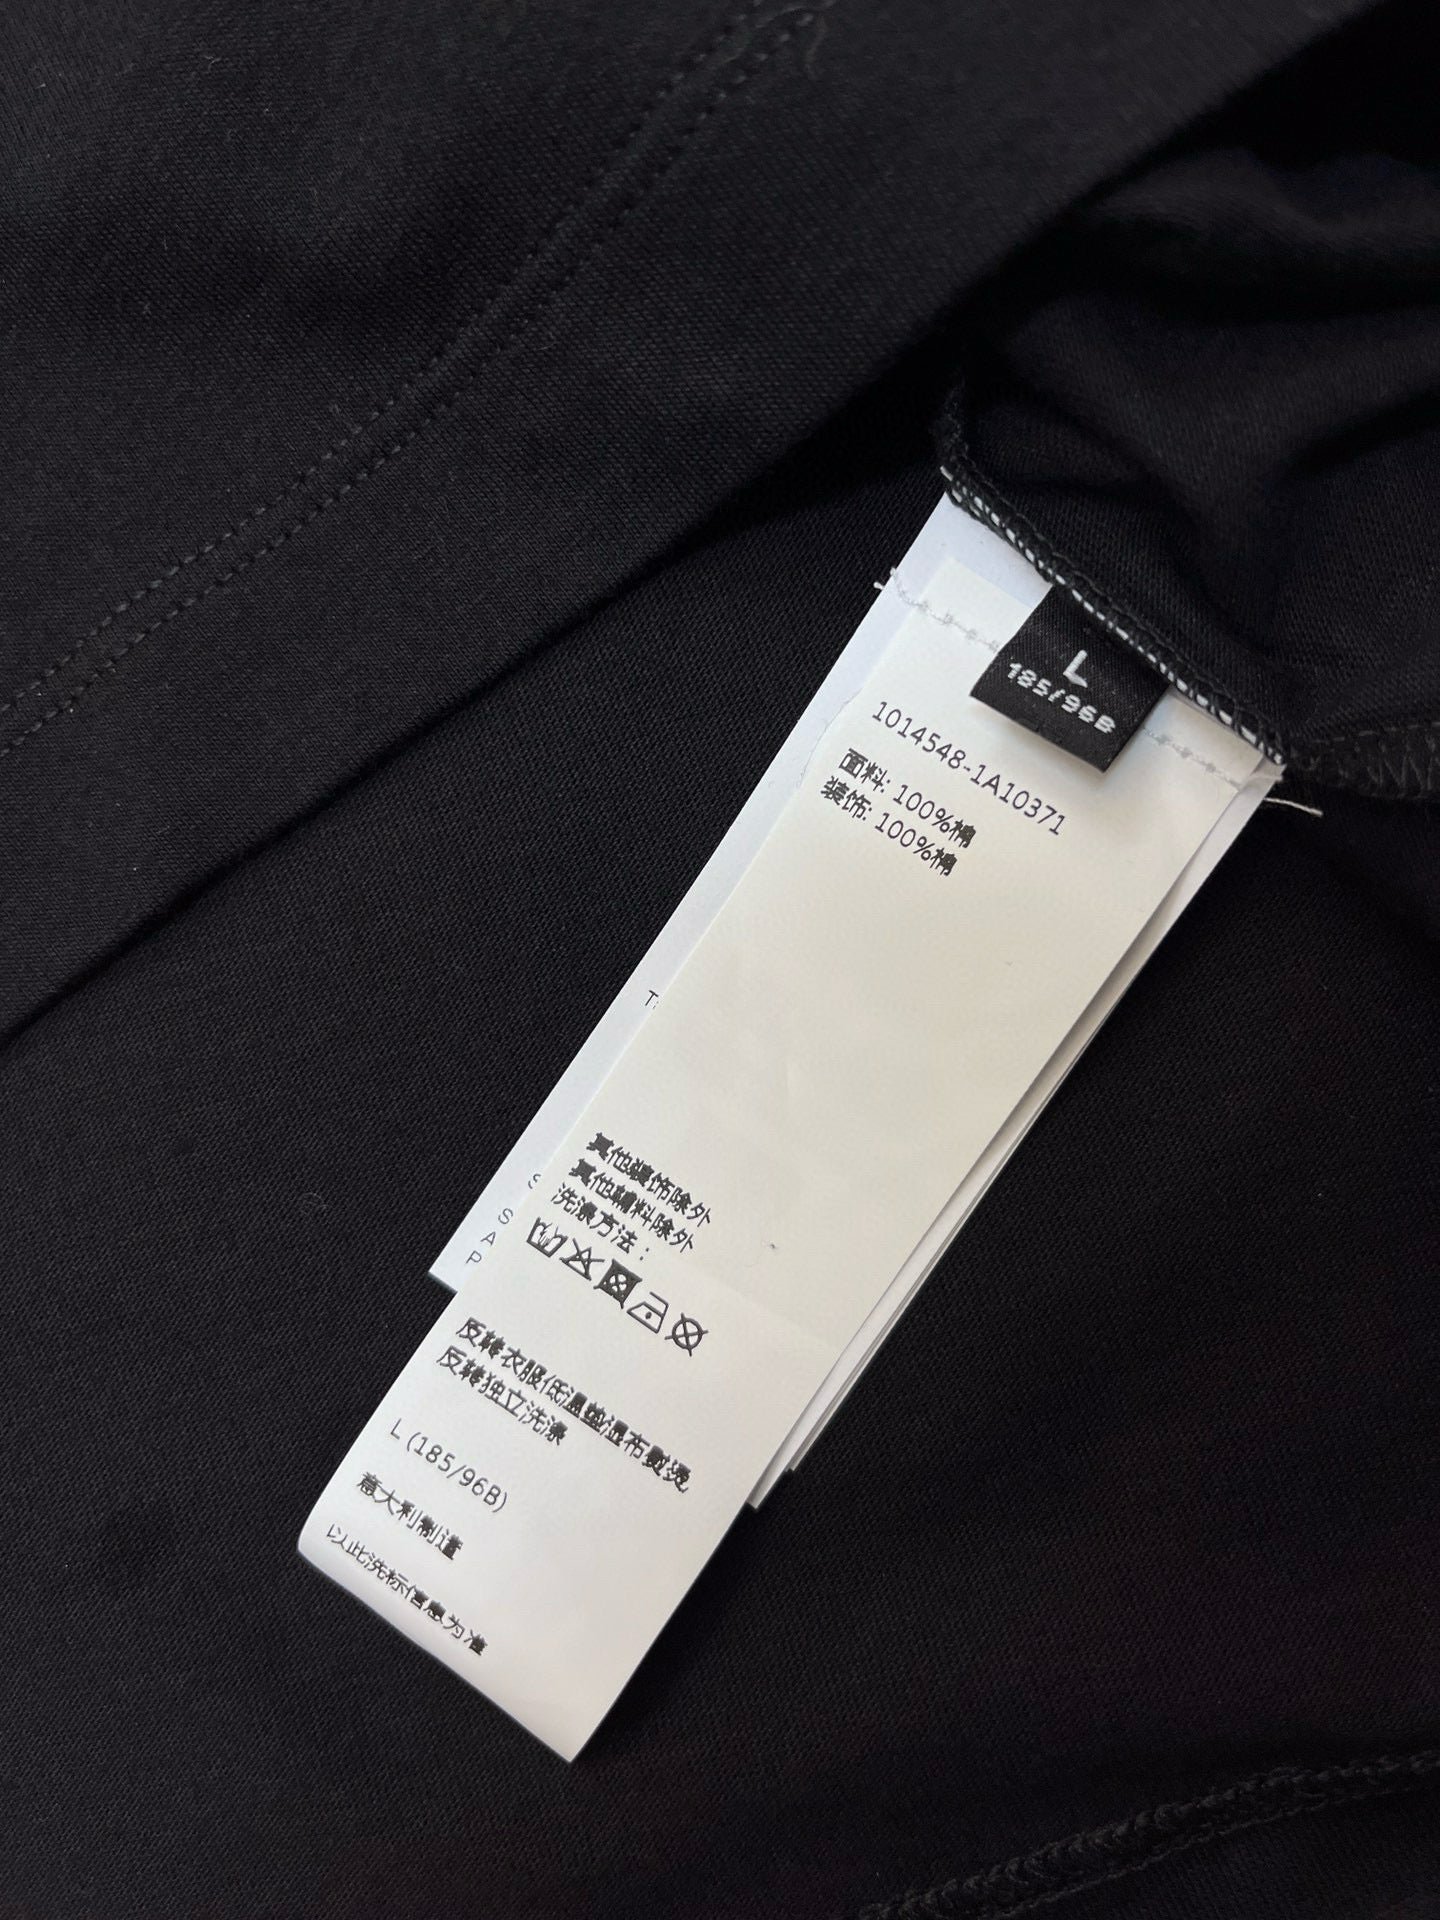 L
185/96B
1014548-1A10371
面料: 100%棉
装饰: 100%棉
其他装饰除外
其他辅料除外
洗涤方法：
反转衣服低温垫湿布熨烫,
反转独立洗涤
L (185/96B)
意大利制造
以此洗标信息为准
S
S
A
P